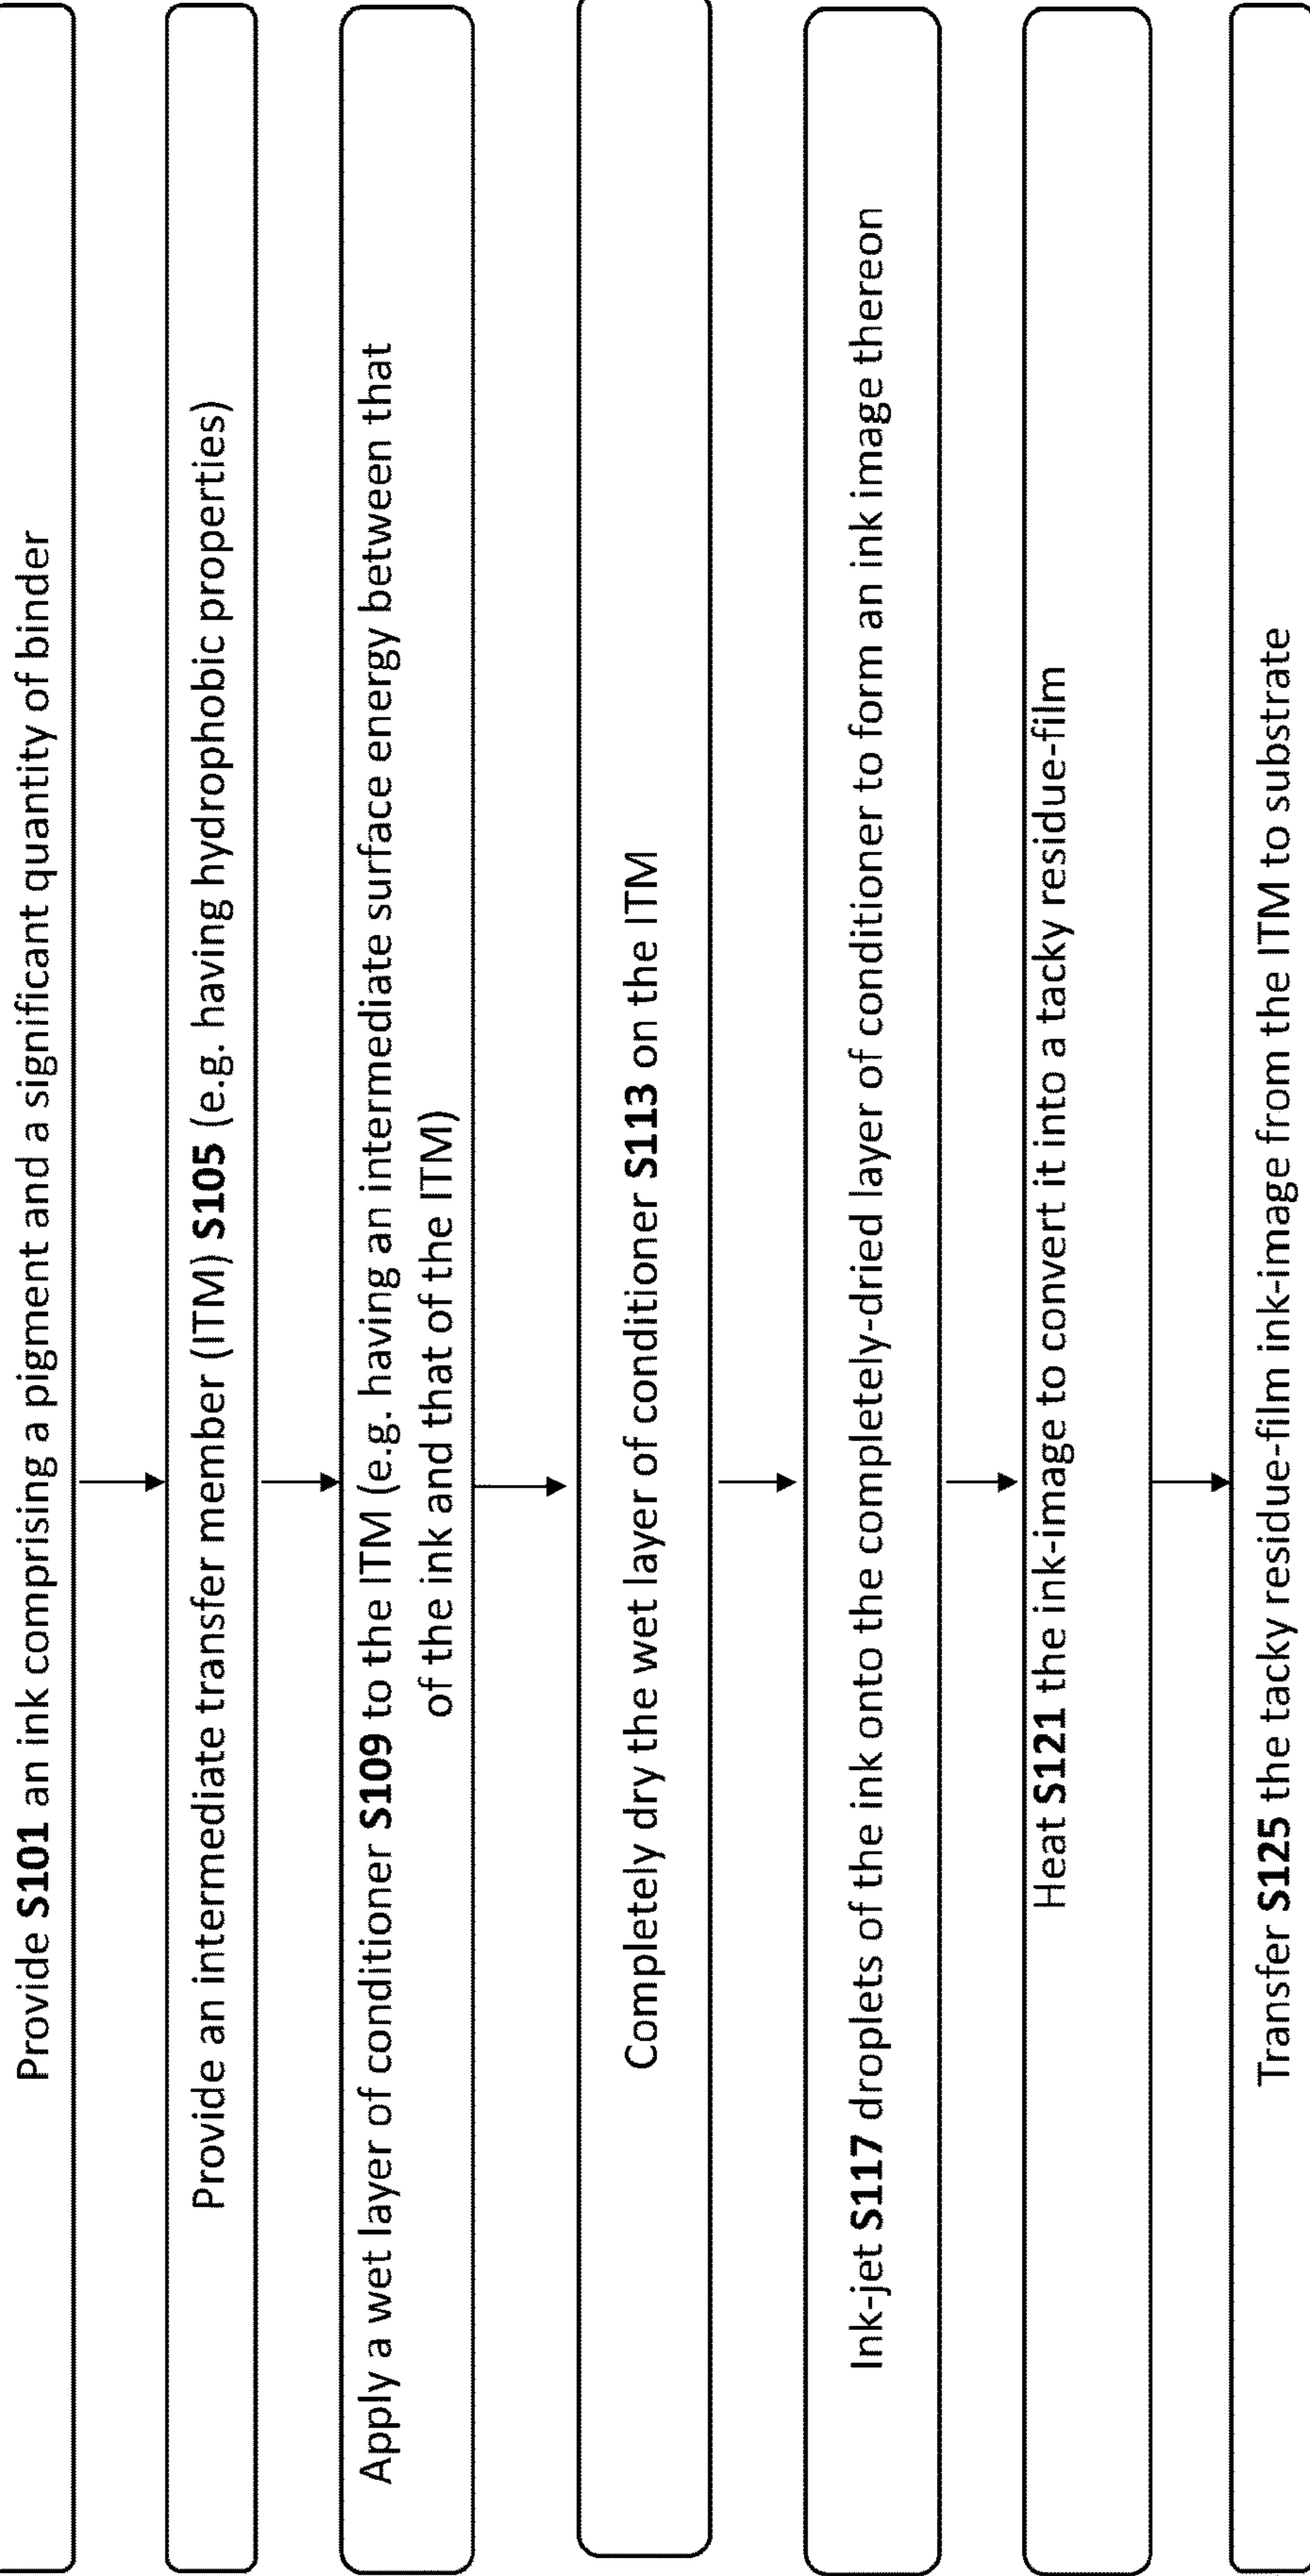 Provide S101 an ink comprising a pigment and a significant quantity of binder
Provide an intermediate transfer member (ITM) S105 (e.g. having hydrophobic properties)
Apply a wet layer of conditioner S109 to the ITM (e.g. having an intermediate surface energy between that
of the ink and that of the ITM)
Completely dry the wet layer of conditioner S113 on the ITM
Ink-jet S117 droplets of the ink onto the completely-dried layer of conditioner to form an ink image thereon
Heat S121 the ink-image to convert it into a tacky residue-film
Transfer S125 the tacky residue-film ink-image from the ITM to substrate